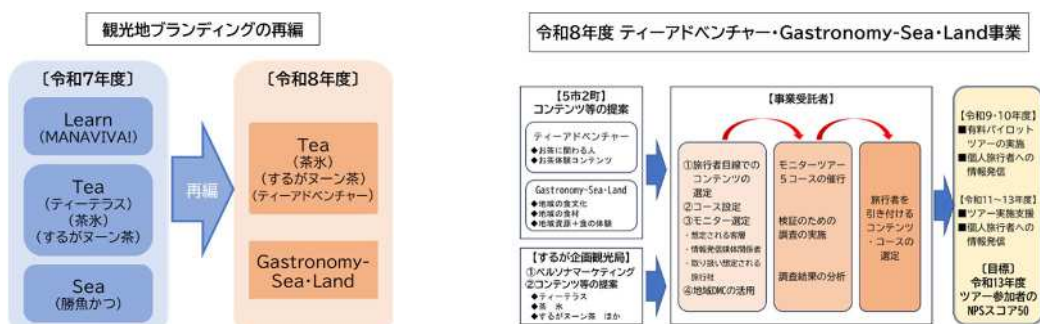 観光地ブランディングの再編
〔令和7年度〕
Learn
(MANAVIVA!)
Tea
(ティーテラス)
(茶氷)
(するがヌーン茶)
Sea
(勝魚かつ)
再編
〔令和8年度〕
Tea
(茶氷)
(するがヌーン茶)
(ティーアドベンチャー)
Gastronomy-
Sea・Land
令和8年度 ティーアドベンチャー・Gastronomy-Sea・Land事業
【5市2町】
コンテンツ等の提案
ティーアドベンチャー
◆お茶に関わる人
◆お茶体験コンテンツ
Gastronomy-Sea・Land
◆地域の食文化
◆地域の食材
◆地域資源+食の体験
【するが企画観光局】
①ペルソナマーケティング
②コンテンツ等の提案
◆ティーテラス
◆茶 氷
◆するがヌーン茶 ほか
【事業受託者】
①旅行者目線での
コンテンツの
選定
②コース設定
③モニター選定
・想定される客層
・情報発信媒体関係者
・取り扱い想定される
旅行社
④地域DMCの活用
モニターツアー
5コースの催行
検証のための
調査の実施
調査結果の分析
旅行者を
引き付ける
コンテンツ
・コースの
選定
【令和9・10年度】
■有料パイロット
ツアーの実施
■個人旅行者への
情報発信
【令和11~13年度】
■ツアー実施支援
■個人旅行者への
情報発信
【目標】
令和13年度
ツアー参加者の
NPSスコア50